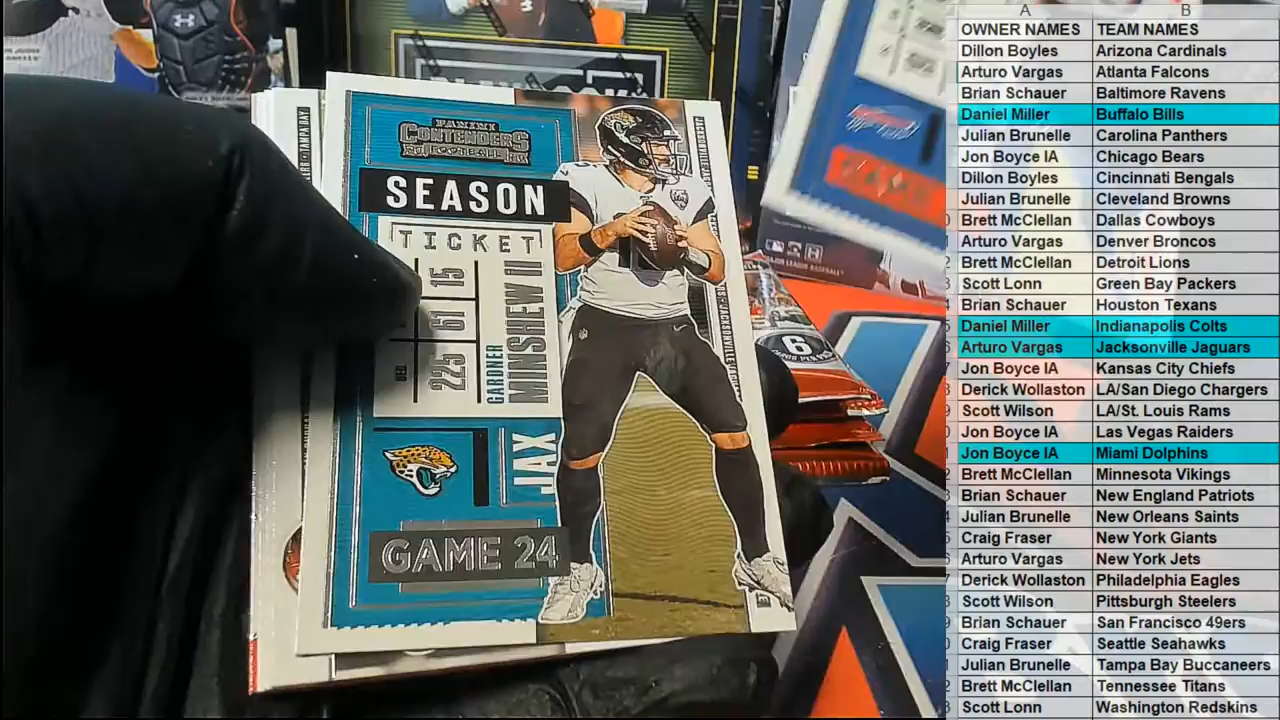 PANINI
CONTENDERS
FOOTBALL
SEASON
TICKET
15
61
225
GARDNER
MINSHEW II
JAX
GAME 24
GAME
6
CARDS PER PACK
MAJOR LEAGUE BASEBALL
A B
OWNER NAMES TEAM NAMES
Dillon Boyles Arizona Cardinals
Arturo Vargas Atlanta Falcons
Brian Schauer Baltimore Ravens
Daniel Miller Buffalo Bills
Julian Brunelle Carolina Panthers
Jon Boyce IA Chicago Bears
Dillon Boyles Cincinnati Bengals
Julian Brunelle Cleveland Browns
Brett McClellan Dallas Cowboys
Arturo Vargas Denver Broncos
Brett McClellan Detroit Lions
Scott Lonn Green Bay Packers
Brian Schauer Houston Texans
Daniel Miller Indianapolis Colts
Arturo Vargas Jacksonville Jaguars
Jon Boyce IA Kansas City Chiefs
Derick Wollaston LA/San Diego Chargers
Scott Wilson LA/St. Louis Rams
Jon Boyce IA Las Vegas Raiders
Jon Boyce IA Miami Dolphins
Brett McClellan Minnesota Vikings
Brian Schauer New England Patriots
Julian Brunelle New Orleans Saints
Craig Fraser New York Giants
Arturo Vargas New York Jets
Derick Wollaston Philadelphia Eagles
Scott Wilson Pittsburgh Steelers
Brian Schauer San Francisco 49ers
Craig Fraser Seattle Seahawks
Julian Brunelle Tampa Bay Buccaneers
Brett McClellan Tennessee Titans
Scott Lonn Washington Redskins